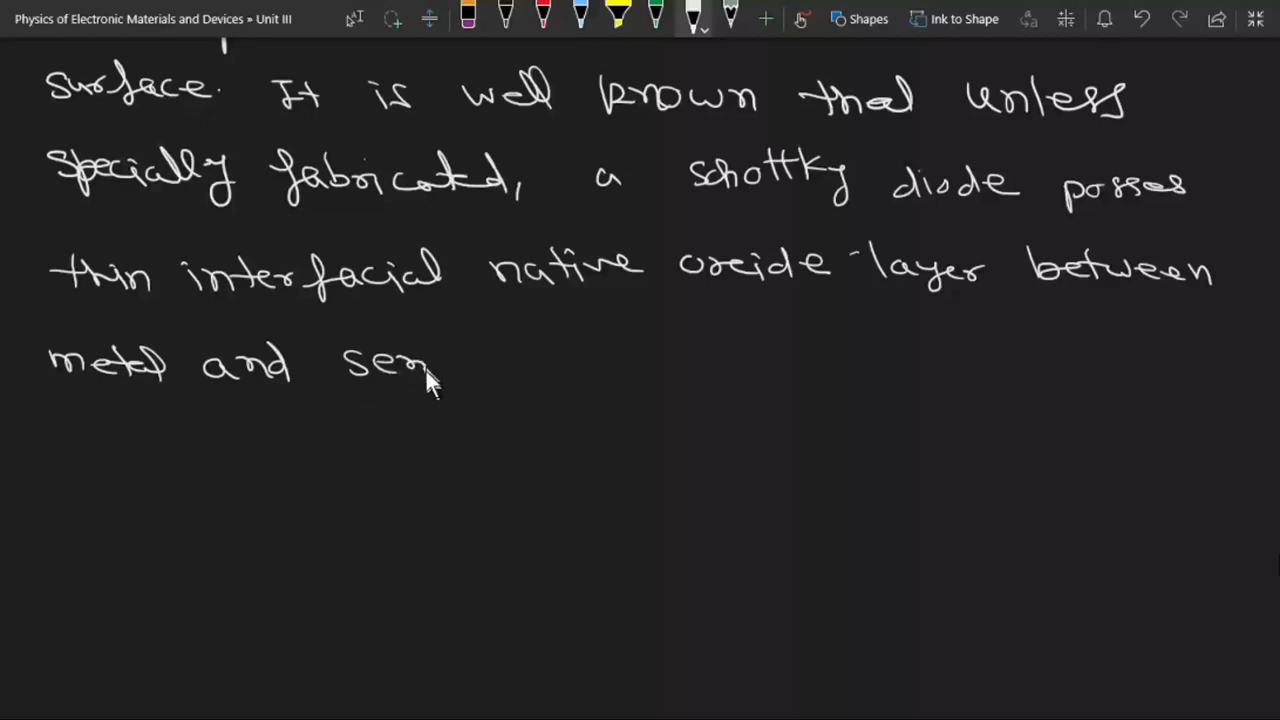 Physics of Electronic Materials and Devices » Unit III
Shapes
Ink to Shape
surface. It is well known that unless
specially fabricated, a schottky diode posses
thin interfacial native oxide-layer between
metal and sem